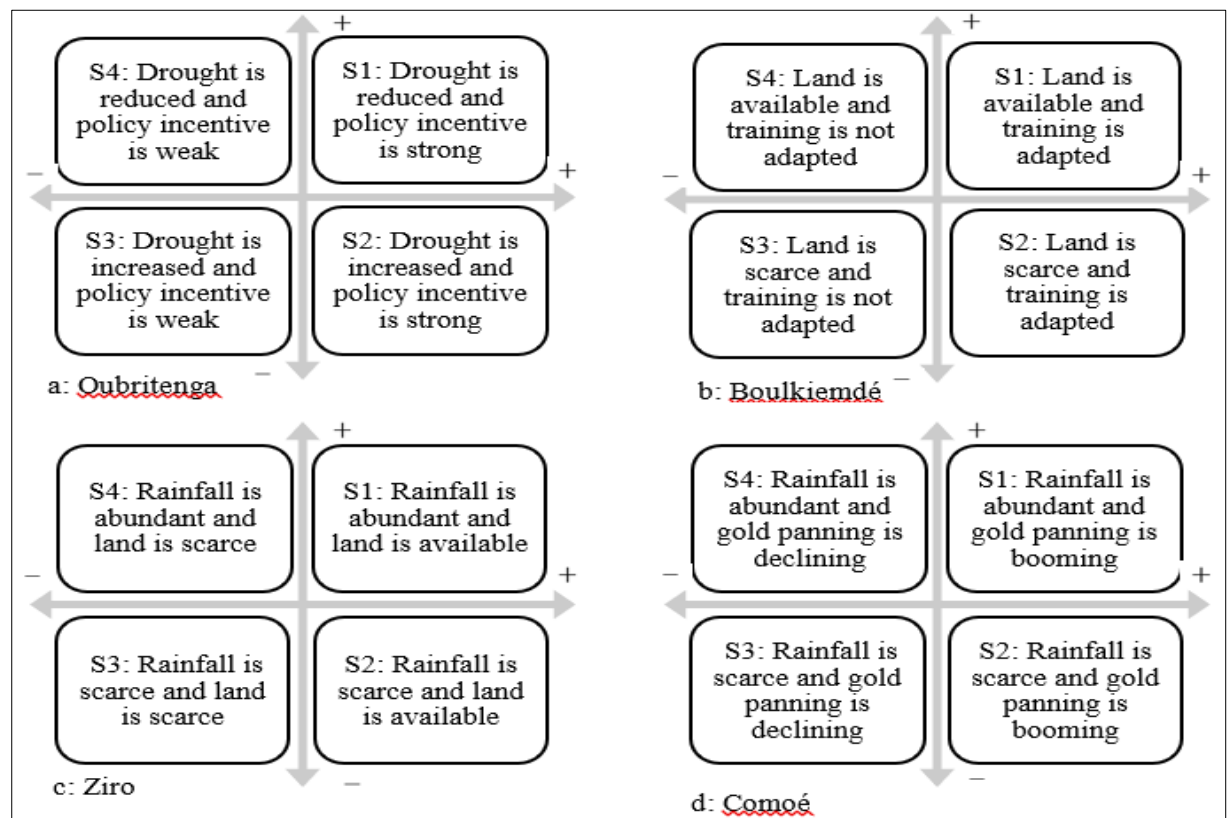 +
S4: Drought is
reduced and
policy incentive
is weak
S1: Drought is
reduced and
policy incentive
is strong
–
+
S3: Drought is
increased and
policy incentive
is weak
S2: Drought is
increased and
policy incentive
is strong
–
a: Oubritenga
+
S4: Land is
available and
training is not
adapted
S1: Land is
available and
training is
adapted
-
+
S3: Land is
scarce and
training is not
adapted
S2: Land is
scarce and
training is
adapted
–
b: Boulkiemdé
+
S4: Rainfall is
abundant and
land is scarce
S1: Rainfall is
abundant and
land is available
–
+
S3: Rainfall is
scarce and land
is scarce
S2: Rainfall is
scarce and land
is available
–
c: Ziro
+
S4: Rainfall is
abundant and
gold panning is
declining
S1: Rainfall is
abundant and
gold panning is
booming
–
+
S3: Rainfall is
scarce and gold
panning is
declining
S2: Rainfall is
scarce and gold
panning is
booming
–
d: Comoé